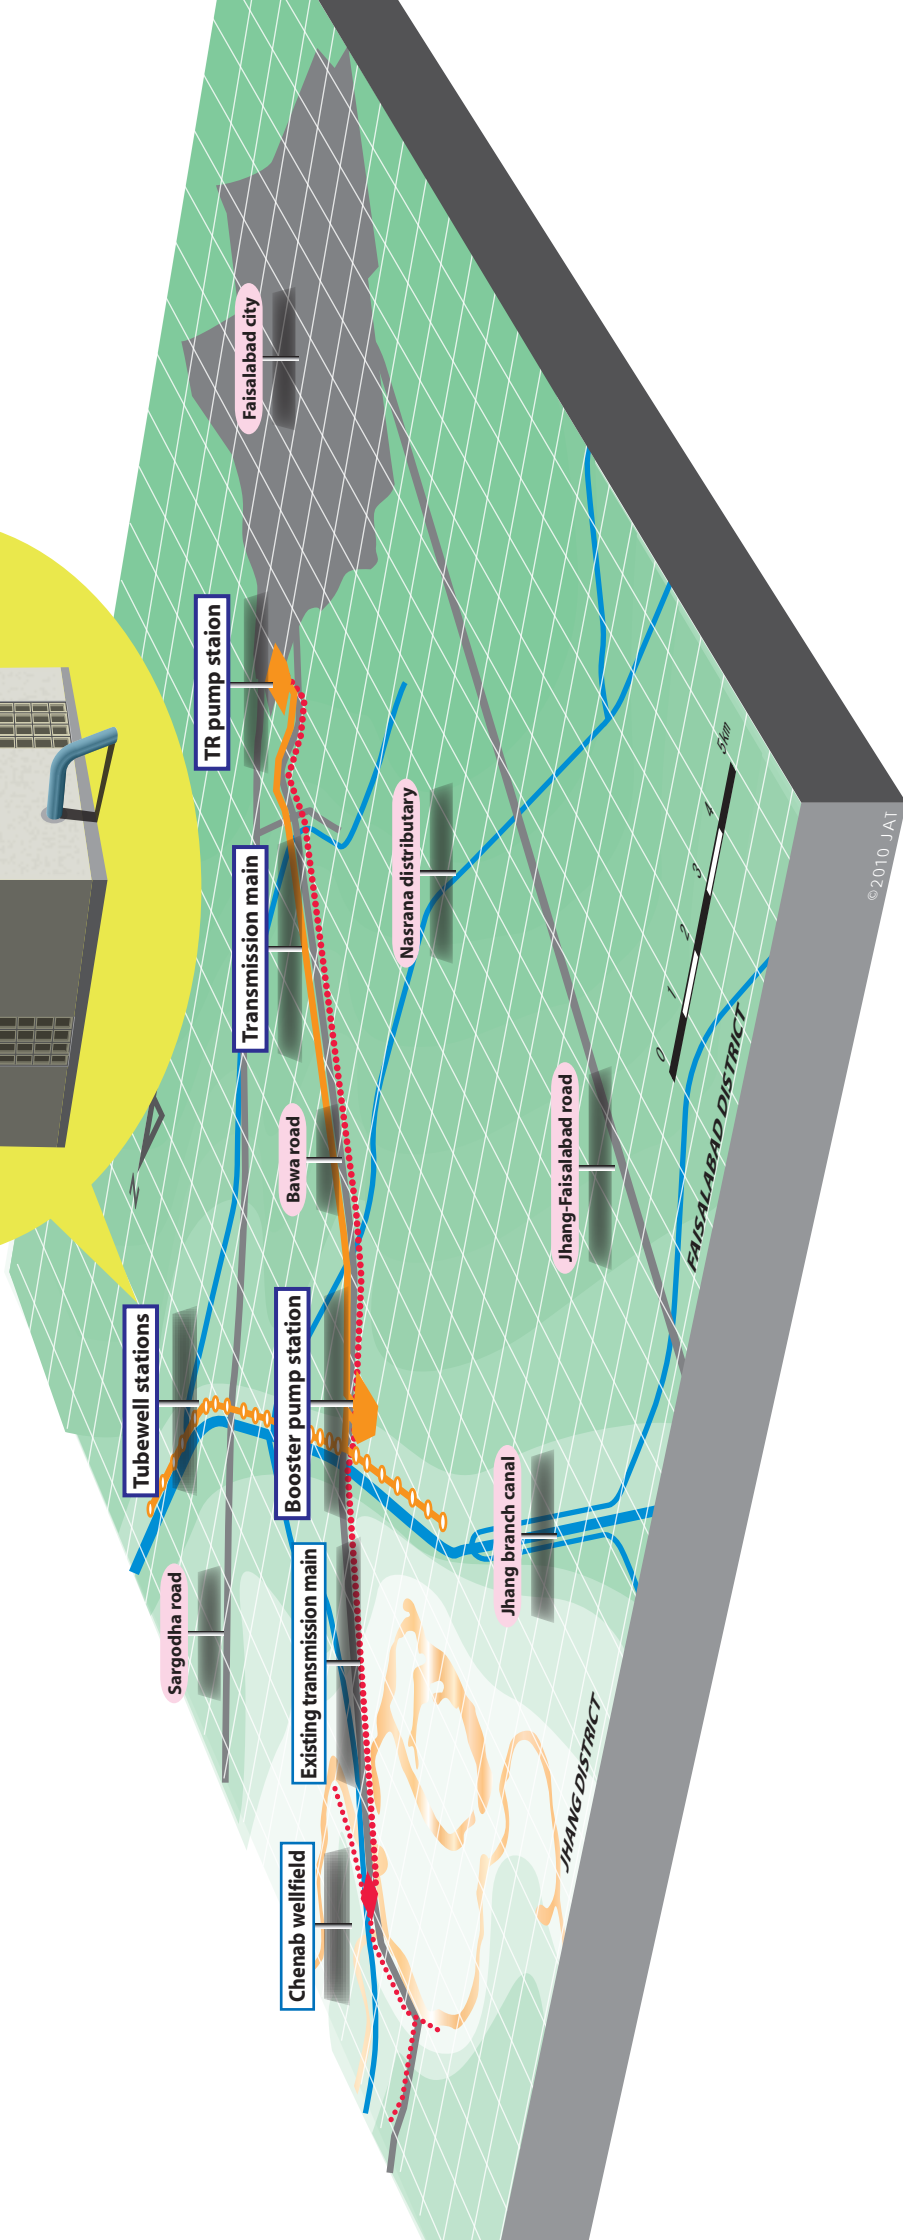 Tubewell stations
Sargodha road
TR pump staion
Faisalabad city
Transmission main
Bawa road
Booster pump station
Existing transmission main
Chenab wellfield
Nasrana distributary
Jhang branch canal
Jhang-Faisalabad road
N
0 1 2 3 4 5km
JHANG DISTRICT
FAISALABAD DISTRICT
©2010 JAT